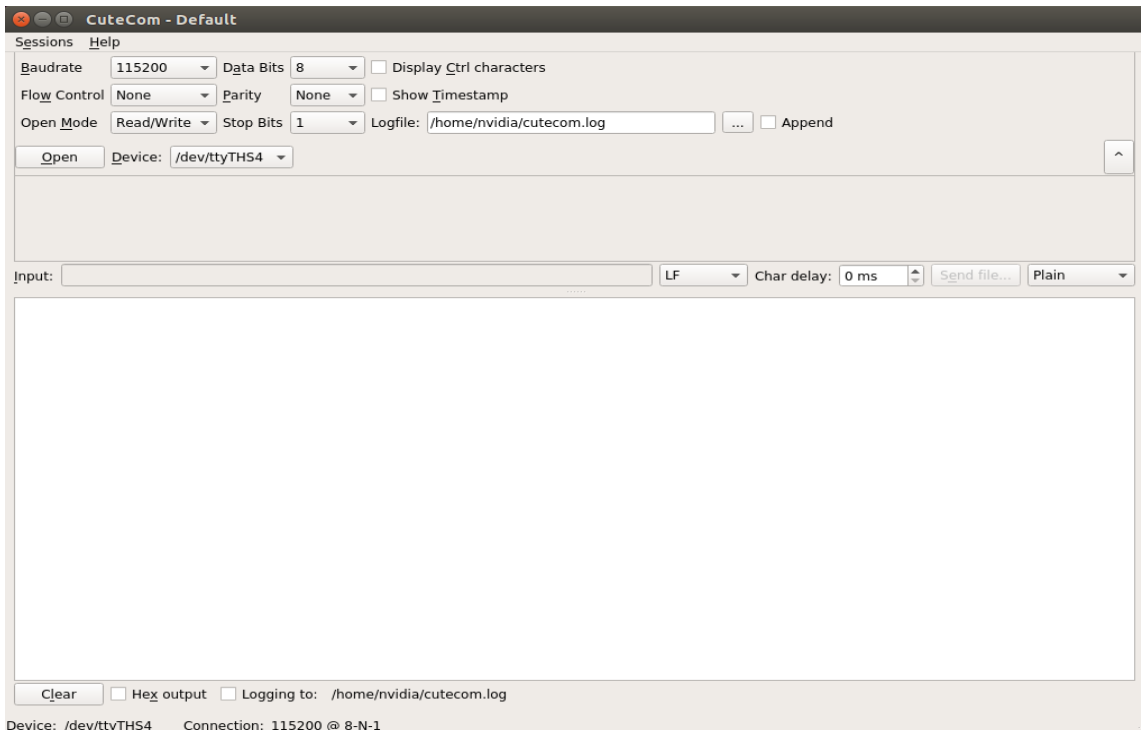 CuteCom - Default
Sessions Help
Baudrate 115200 Data Bits 8 Display Ctrl characters
Flow Control None Parity None Show Timestamp
Open Mode Read/Write Stop Bits 1 Logfile: /home/nvidia/cutecom.log ... Append
Open Device: /dev/ttyTHS4 ^
Input: LF Char delay: 0 ms Send file... Plain
Clear Hex output Logging to: /home/nvidia/cutecom.log
Device: /dev/ttyTHS4 Connection: 115200 @ 8-N-1